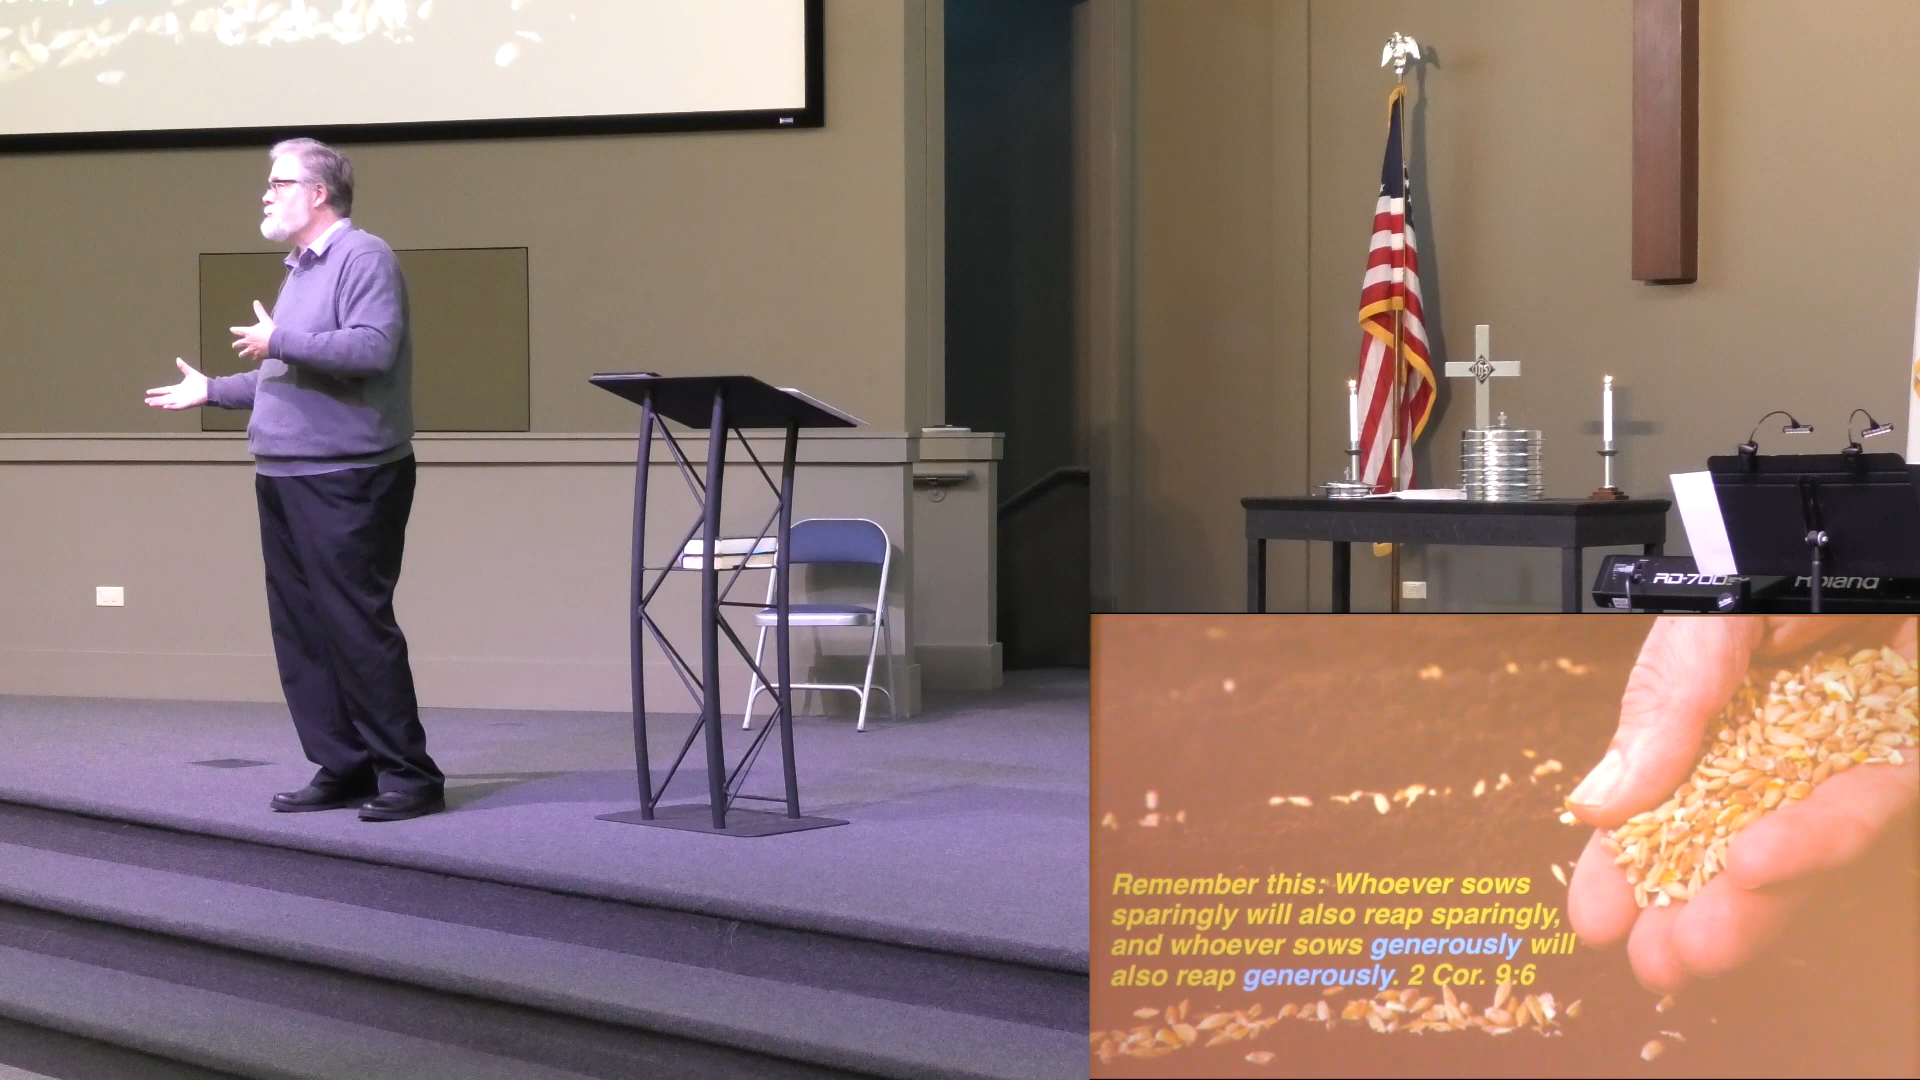 IHS
RD-700
Roland
Remember this: Whoever sows
sparingly will also reap sparingly,
and whoever sows generously will
also reap generously. 2 Cor. 9:6